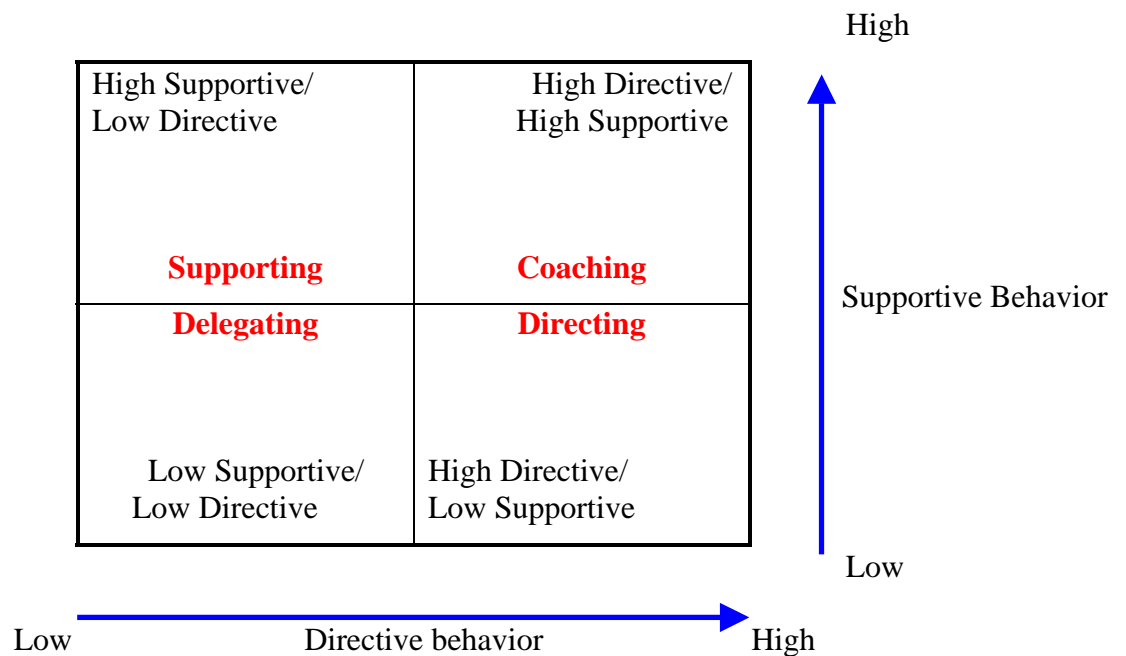 High
High Supportive/
Low Directive
High Directive/
High Supportive
Supporting
Coaching
Supportive Behavior
Delegating
Directing
Low Supportive/
Low Directive
High Directive/
Low Supportive
Low
Low
Directive behavior
High